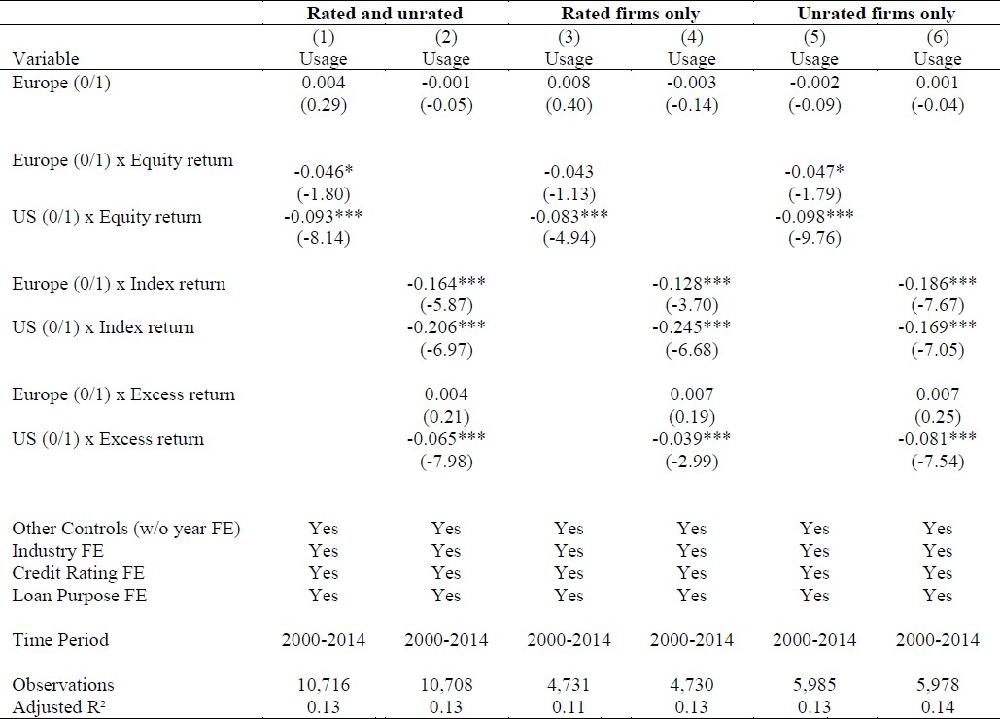 Rated and unrated Rated firms only Unrated firms only
(1) (2) (3) (4) (5) (6)
Variable Usage Usage Usage Usage Usage Usage
Europe (0/1) 0.004 -0.001 0.008 -0.003 -0.002 0.001
(0.29) (-0.05) (0.40) (-0.14) (-0.09) (-0.04)
Europe (0/1) x Equity return
-0.046* -0.043 -0.047*
(-1.80) (-1.13) (-1.79)
US (0/1) x Equity return -0.093*** -0.083*** -0.098***
(-8.14) (-4.94) (-9.76)
Europe (0/1) x Index return -0.164*** -0.128*** -0.186***
(-5.87) (-3.70) (-7.67)
US (0/1) x Index return -0.206*** -0.245*** -0.169***
(-6.97) (-6.68) (-7.05)
Europe (0/1) x Excess return 0.004 0.007 0.007
(0.21) (0.19) (0.25)
US (0/1) x Excess return -0.065*** -0.039*** -0.081***
(-7.98) (-2.99) (-7.54)
Other Controls (w/o year FE) Yes Yes Yes Yes Yes Yes
Industry FE Yes Yes Yes Yes Yes Yes
Credit Rating FE Yes Yes Yes Yes Yes Yes
Loan Purpose FE Yes Yes Yes Yes Yes Yes
Time Period 2000-2014 2000-2014 2000-2014 2000-2014 2000-2014 2000-2014
Observations 10,716 10,708 4,731 4,730 5,985 5,978
Adjusted R² 0.13 0.13 0.11 0.13 0.13 0.14